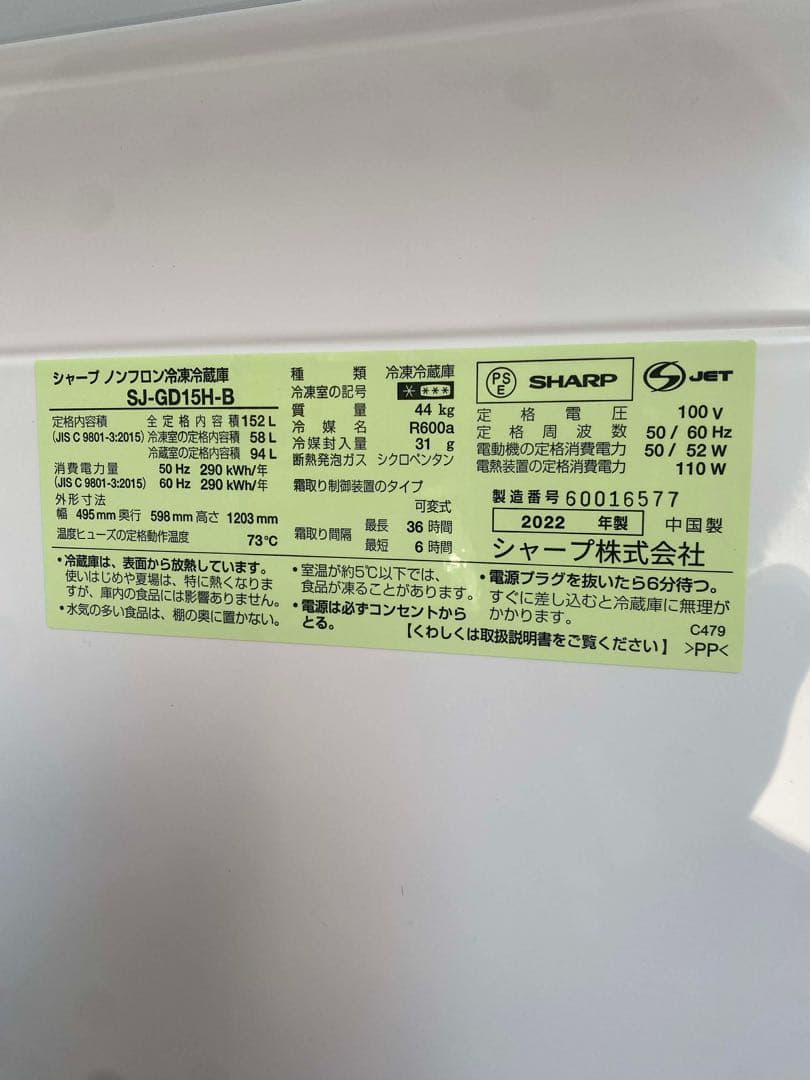 シャープ ノンフロン冷凍冷蔵庫
SJ-GD15H-B
定格内容積 全定格内容積 152 L
(JIS C 9801-3:2015) 冷凍室の定格内容積 58 L
冷蔵室の定格内容積 94 L
消費電力量 50 Hz 290 kWh/年
(JIS C 9801-3:2015) 60 Hz 290 kWh/年
外形寸法
幅 495 mm 奥行 598 mm 高さ 1203 mm
温度ヒューズの定格動作温度 73℃
種類 冷凍冷蔵庫
冷凍室の記号 * ***
質量 44 kg
冷媒名 R600a
冷媒封入量 31 g
断熱発泡ガス シクロペンタン
霜取り制御装置のタイプ
可変式
霜取り間隔 最長 36 時間
最短 6 時間
PSE SHARP S JET
定格電圧 100 V
定格周波数 50 / 60 Hz
電動機の定格消費電力 50 / 52 W
電熱装置の定格消費電力 110 W
製造番号 60016577
2022 年製 中国製
シャープ株式会社
・冷蔵庫は、表面から放熱しています。
使いはじめや夏場は、特に熱くなりま
すが、庫内の食品には影響ありません。
・水気の多い食品は、棚の奥に置かない。
・室温が約5℃以下では、
食品が凍ることがあります。
・電源は必ずコンセントから
とる。
・電源プラグを抜いたら6分待つ。
すぐに差し込むと冷蔵庫に無理が
かかります。
【くわしくは取扱説明書をご覧ください】
C479
>PP<